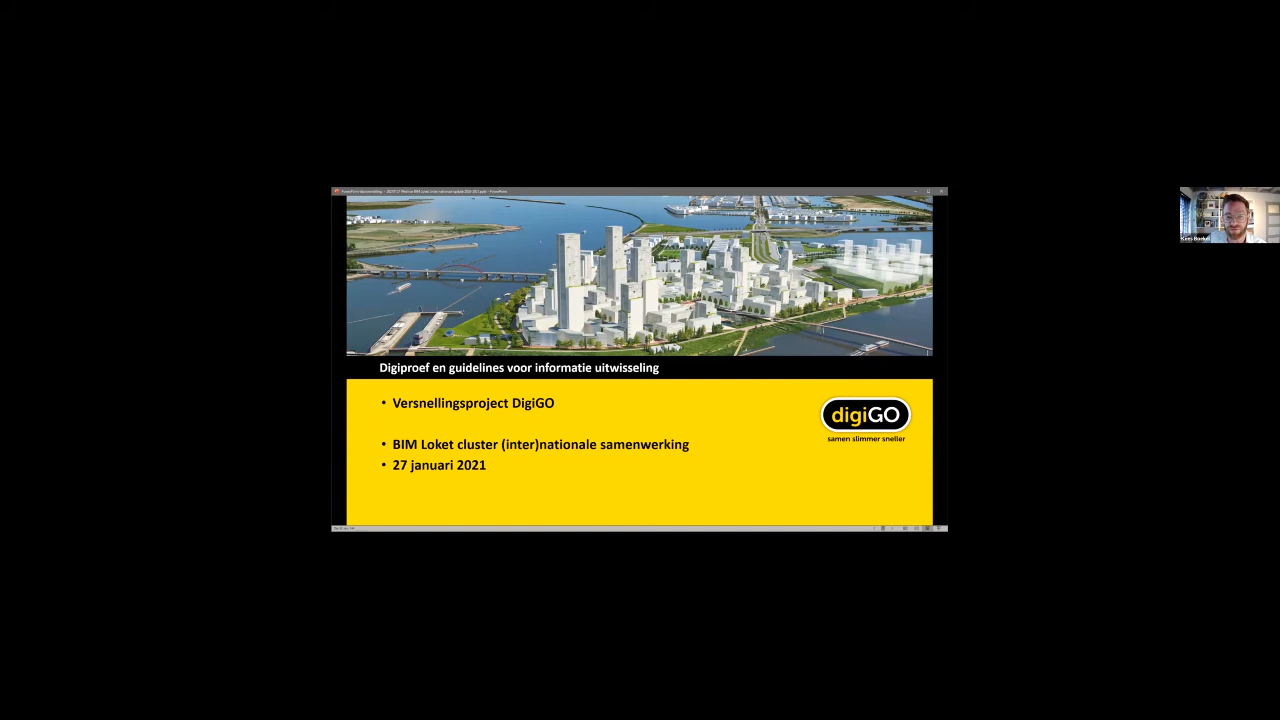 Digiproef en guidelines voor informatie uitwisseling
• Versnellingsproject DigiGO
digiGO
samen slimmer sneller
• BIM Loket cluster (inter)nationale samenwerking
• 27 januari 2021